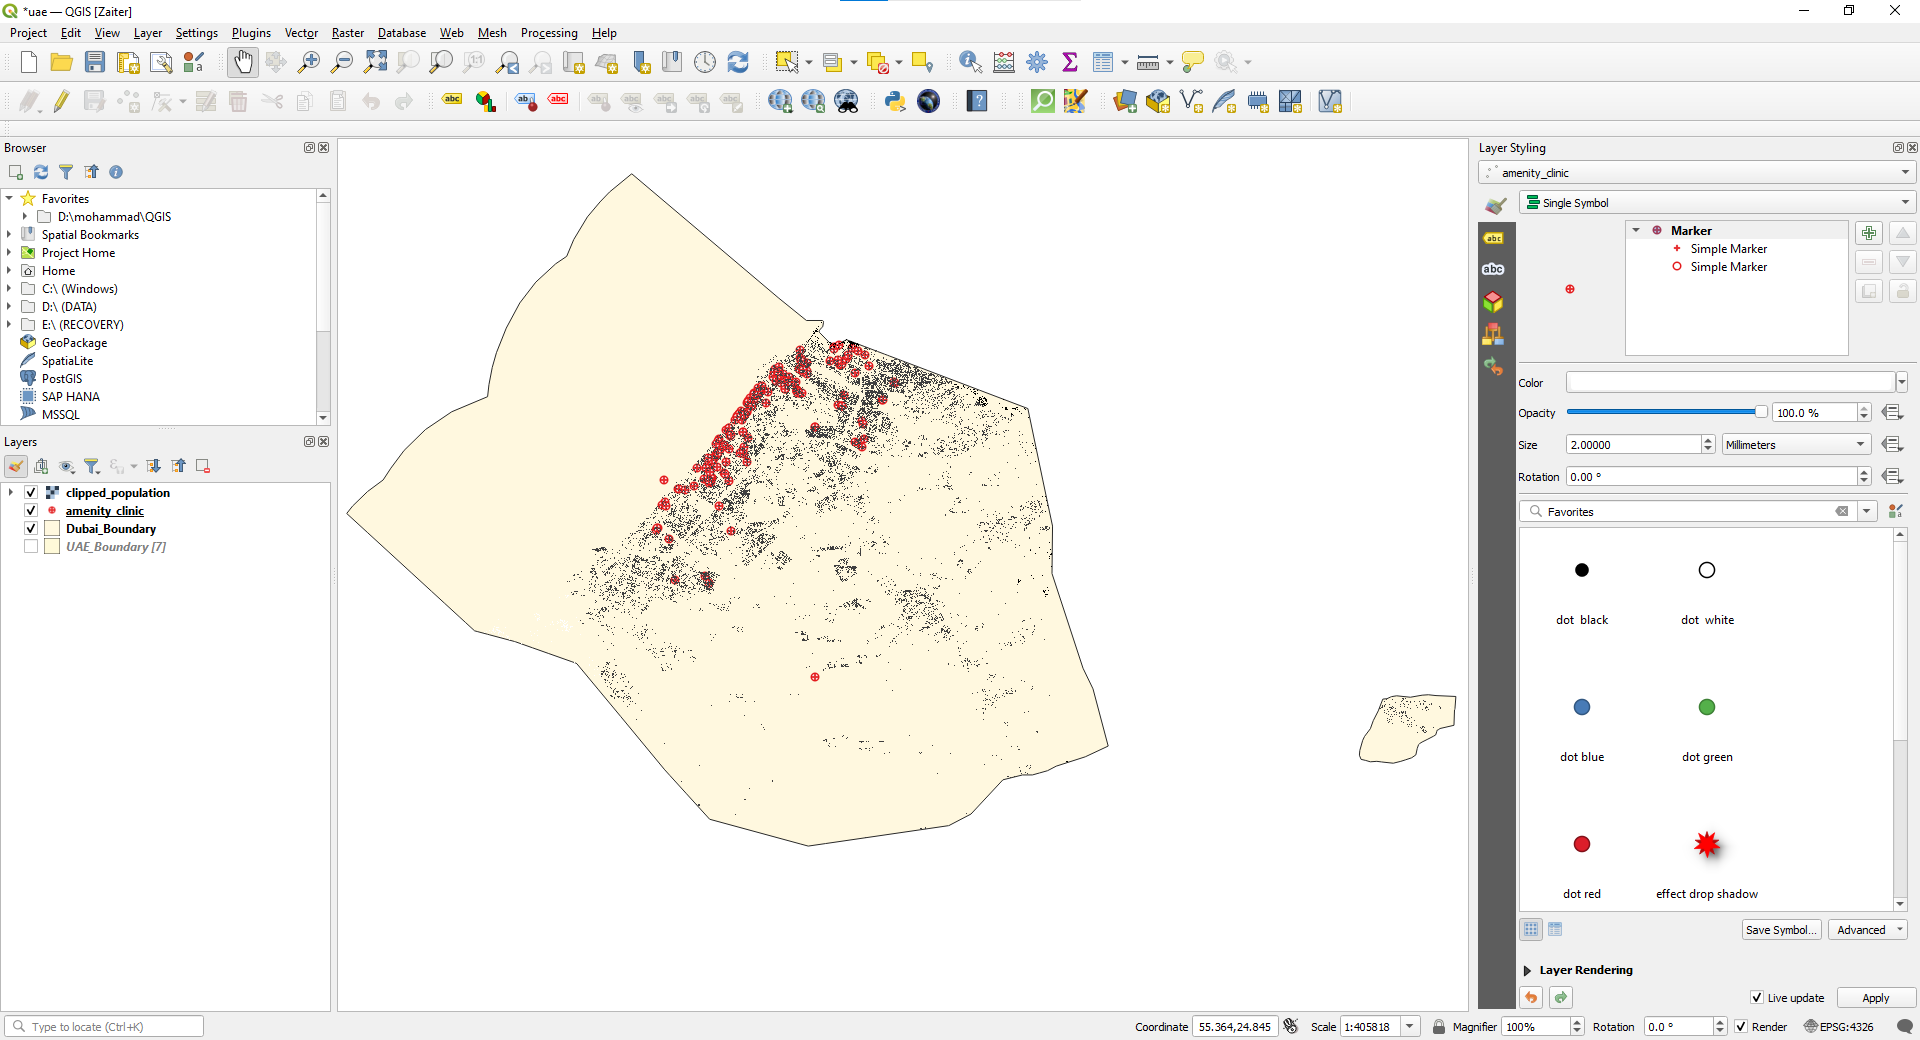 *uae — QGIS [Zaiter]
Project Edit View Layer Settings Plugins Vector Raster Database Web Mesh Processing Help
Browser
Favorites
D:\mohammad\QGIS
Spatial Bookmarks
Project Home
Home
C:\ (Windows)
D:\ (DATA)
E:\ (RECOVERY)
GeoPackage
SpatiaLite
PostGIS
SAP HANA
MSSQL
Layers
clipped_population
amenity_clinic
Dubai_Boundary
UAE_Boundary [7]
Type to locate (Ctrl+K)
Layer Styling
amenity_clinic
Single Symbol
Marker
Simple Marker
Simple Marker
Color
Opacity 100.0 %
Size 2.00000 Millimeters
Rotation 0.00 °
Favorites
dot black dot white
dot blue dot green
dot red effect drop shadow
Save Symbol... Advanced
Layer Rendering
Live update Apply
Coordinate 55.364,24.845 Scale 1:405818 Magnifier 100% Rotation 0.0 ° Render EPSG:4326